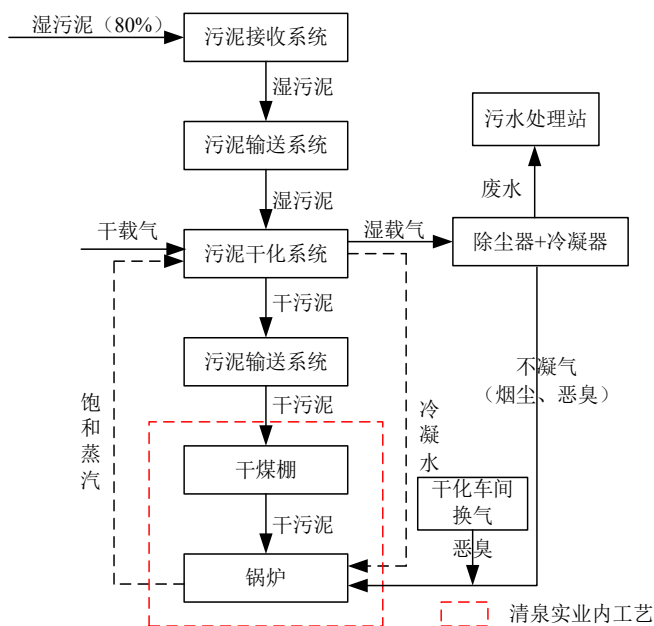 湿污泥（80%）
污泥接收系统
湿污泥
污泥输送系统
污水处理站
湿污泥
废水
干载气
湿载气
污泥干化系统
除尘器+冷凝器
干污泥
污泥输送系统
不凝气
（烟尘、恶臭）
干污泥
饱和蒸汽
冷凝水
干煤棚
干化车间
换气
干污泥
恶臭
锅炉
清泉实业内工艺